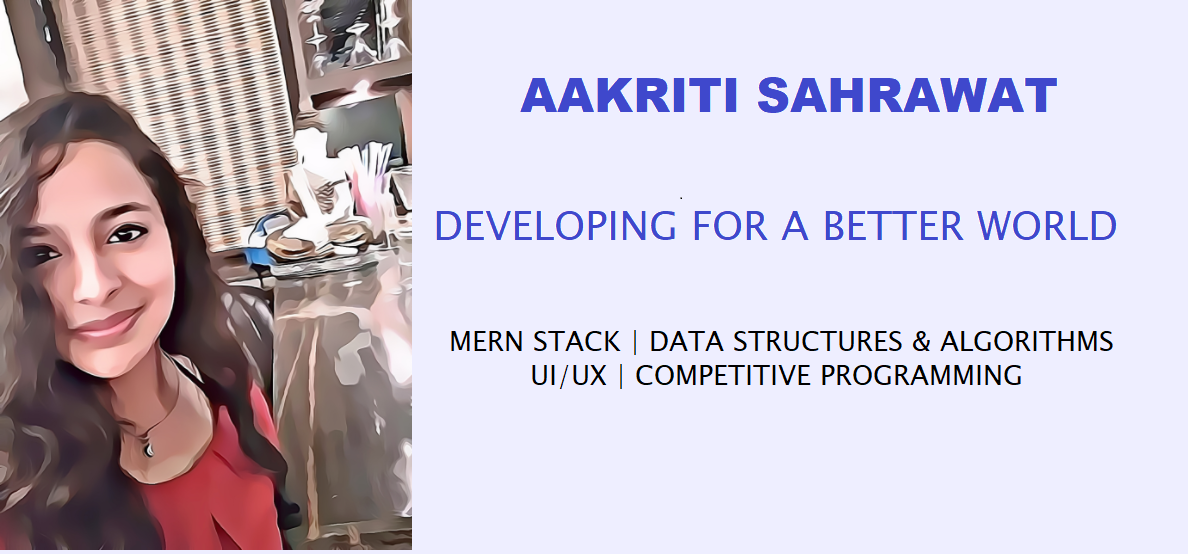 AAKRITI SAHRAWAT
DEVELOPING FOR A BETTER WORLD
MERN STACK | DATA STRUCTURES & ALGORITHMS
UI/UX | COMPETITIVE PROGRAMMING